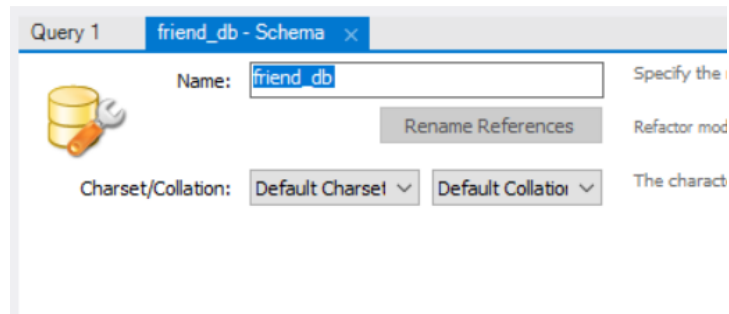 Query 1
friend_db - Schema ×
Name: friend_db
Specify the
Rename References
Refactor mod
Charset/Collation: Default Charset Default Collation
The characte